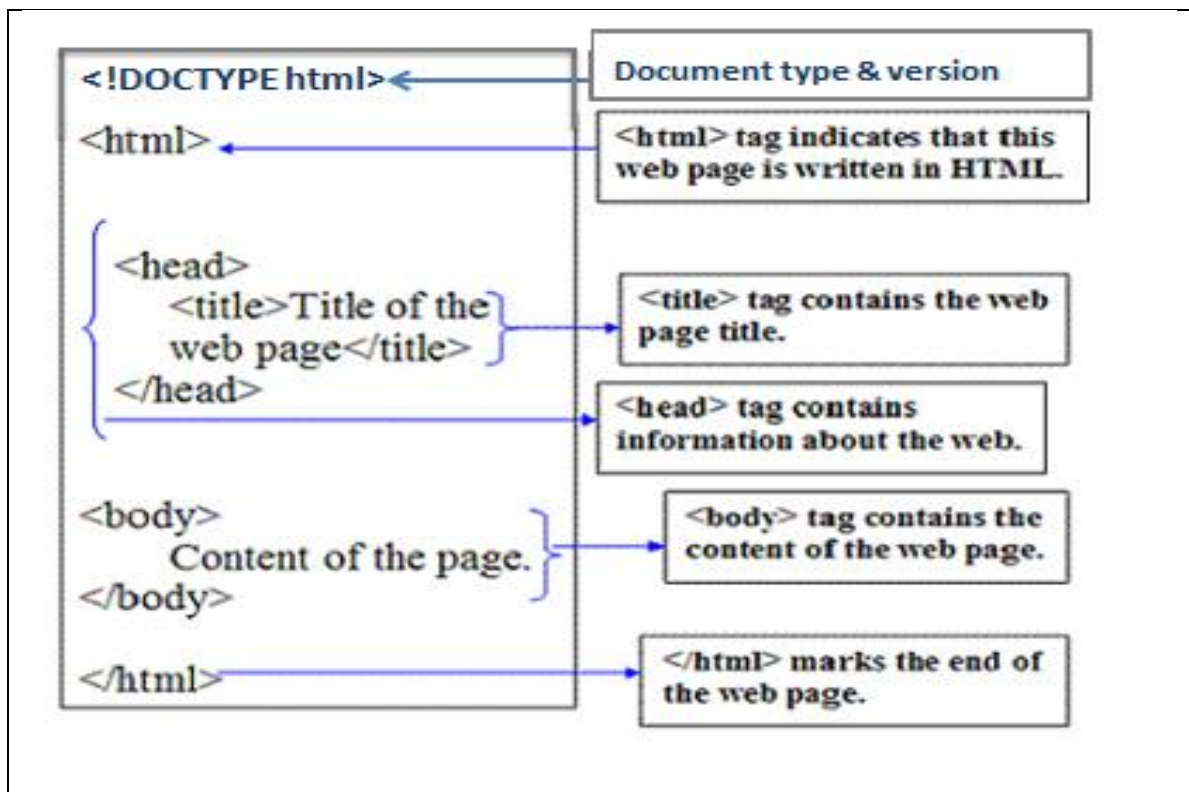 <!DOCTYPE html>
Document type & version
<html>
<html> tag indicates that this
web page is written in HTML.
<head>
<title>Title of the
web page</title>
</head>
<title> tag contains the web
page title.
<head> tag contains
information about the web.
<body>
Content of the page.
</body>
<body> tag contains the
content of the web page.
</html>
</html> marks the end of
the web page.